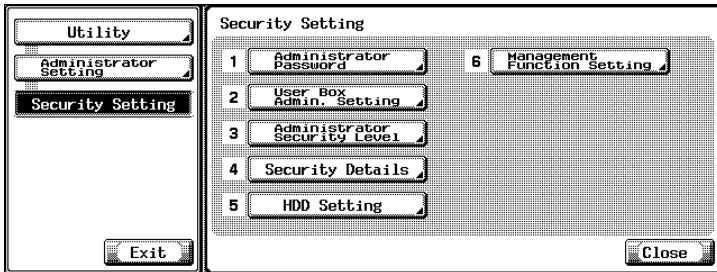 Utility
Administrator
Setting
Security Setting
Exit
Security Setting
1 Administrator
Password
2 User Box
Admin. Setting
3 Administrator
Security Level
4 Security Details
5 HDD Setting
6 Management
Function Setting
Close